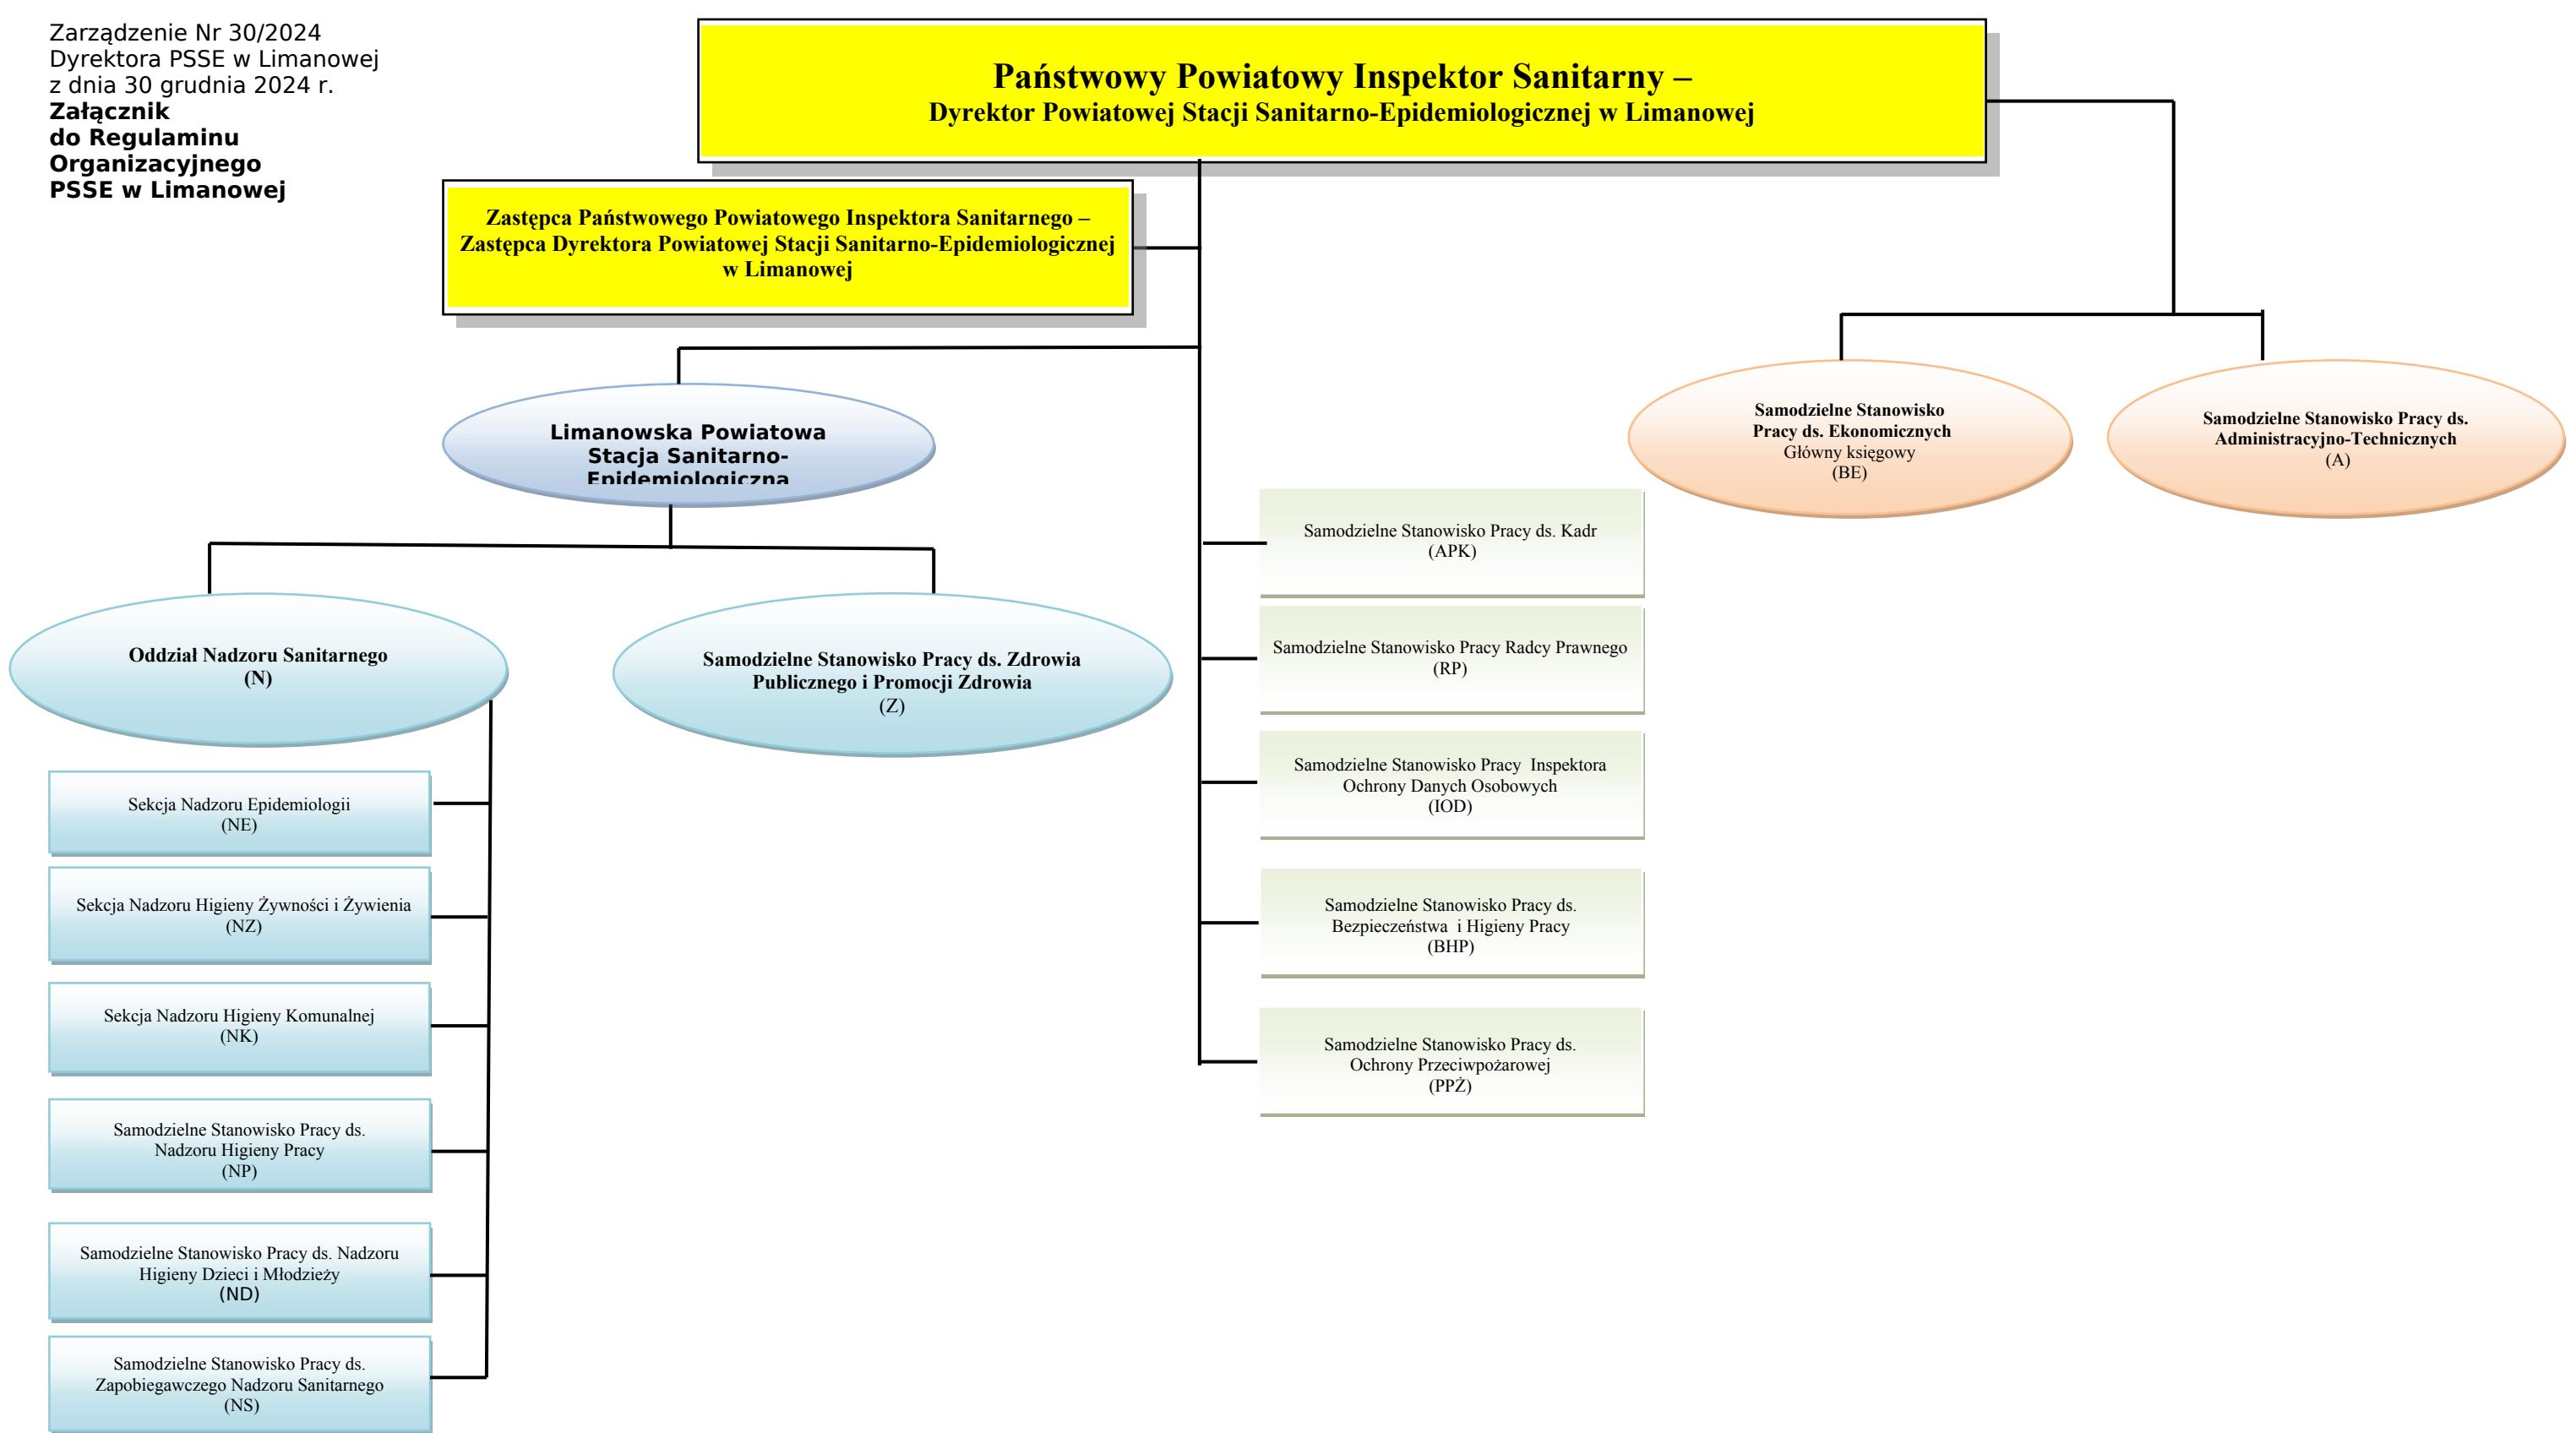 Zarządzenie Nr 30/2024
Dyrektora PSSE w Limanowej
z dnia 30 grudnia 2024 r.
Załącznik
do Regulaminu
Organizacyjnego
PSSE w Limanowej
Państwowy Powiatowy Inspektor Sanitarny –
Dyrektor Powiatowej Stacji Sanitarno-Epidemiologicznej w Limanowej
Zastępca Państwowego Powiatowego Inspektora Sanitarnego –
Zastępca Dyrektora Powiatowej Stacji Sanitarno-Epidemiologicznej
w Limanowej
Limanowska Powiatowa
Stacja Sanitarno-
Epidemiologiczna
Samodzielne Stanowisko
Pracy ds. Ekonomicznych
Główny księgowy
(BE)
Samodzielne Stanowisko Pracy ds.
Administracyjno-Technicznych
(A)
Oddział Nadzoru Sanitarnego
(N)
Samodzielne Stanowisko Pracy ds. Zdrowia
Publicznego i Promocji Zdrowia
(Z)
Samodzielne Stanowisko Pracy ds. Kadr
(APK)
Samodzielne Stanowisko Pracy Radcy Prawnego
(RP)
Samodzielne Stanowisko Pracy  Inspektora
Ochrony Danych Osobowych
(IOD)
Samodzielne Stanowisko Pracy ds.
Bezpieczeństwa  i Higieny Pracy
(BHP)
Samodzielne Stanowisko Pracy ds.
Ochrony Przeciwpożarowej
(PPŻ)
Sekcja Nadzoru Epidemiologii
(NE)
Sekcja Nadzoru Higieny Żywności i Żywienia
(NZ)
Sekcja Nadzoru Higieny Komunalnej
(NK)
Samodzielne Stanowisko Pracy ds.
Nadzoru Higieny Pracy
(NP)
Samodzielne Stanowisko Pracy ds. Nadzoru
Higieny Dzieci i Młodzieży
(ND)
Samodzielne Stanowisko Pracy ds.
Zapobiegawczego Nadzoru Sanitarnego
(NS)